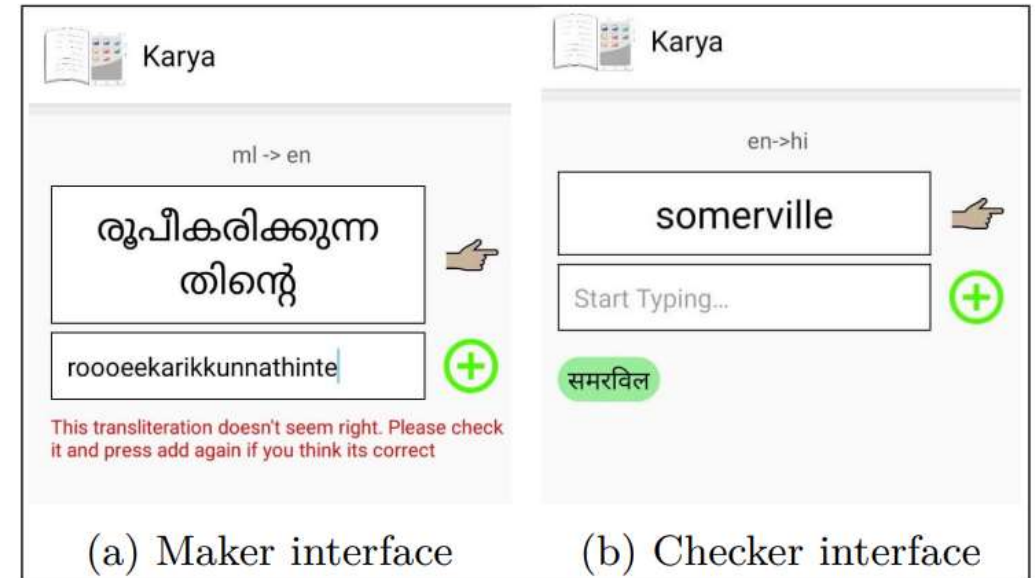 Karya
ml -> en
രൂപീകരിക്കുന്ന
തിന്റെ
roooeekarikkunnathinte
This transliteration doesn't seem right. Please check
it and press add again if you think its correct
(a) Maker interface
Karya
en->hi
somerville
Start Typing...
समरविल
(b) Checker interface